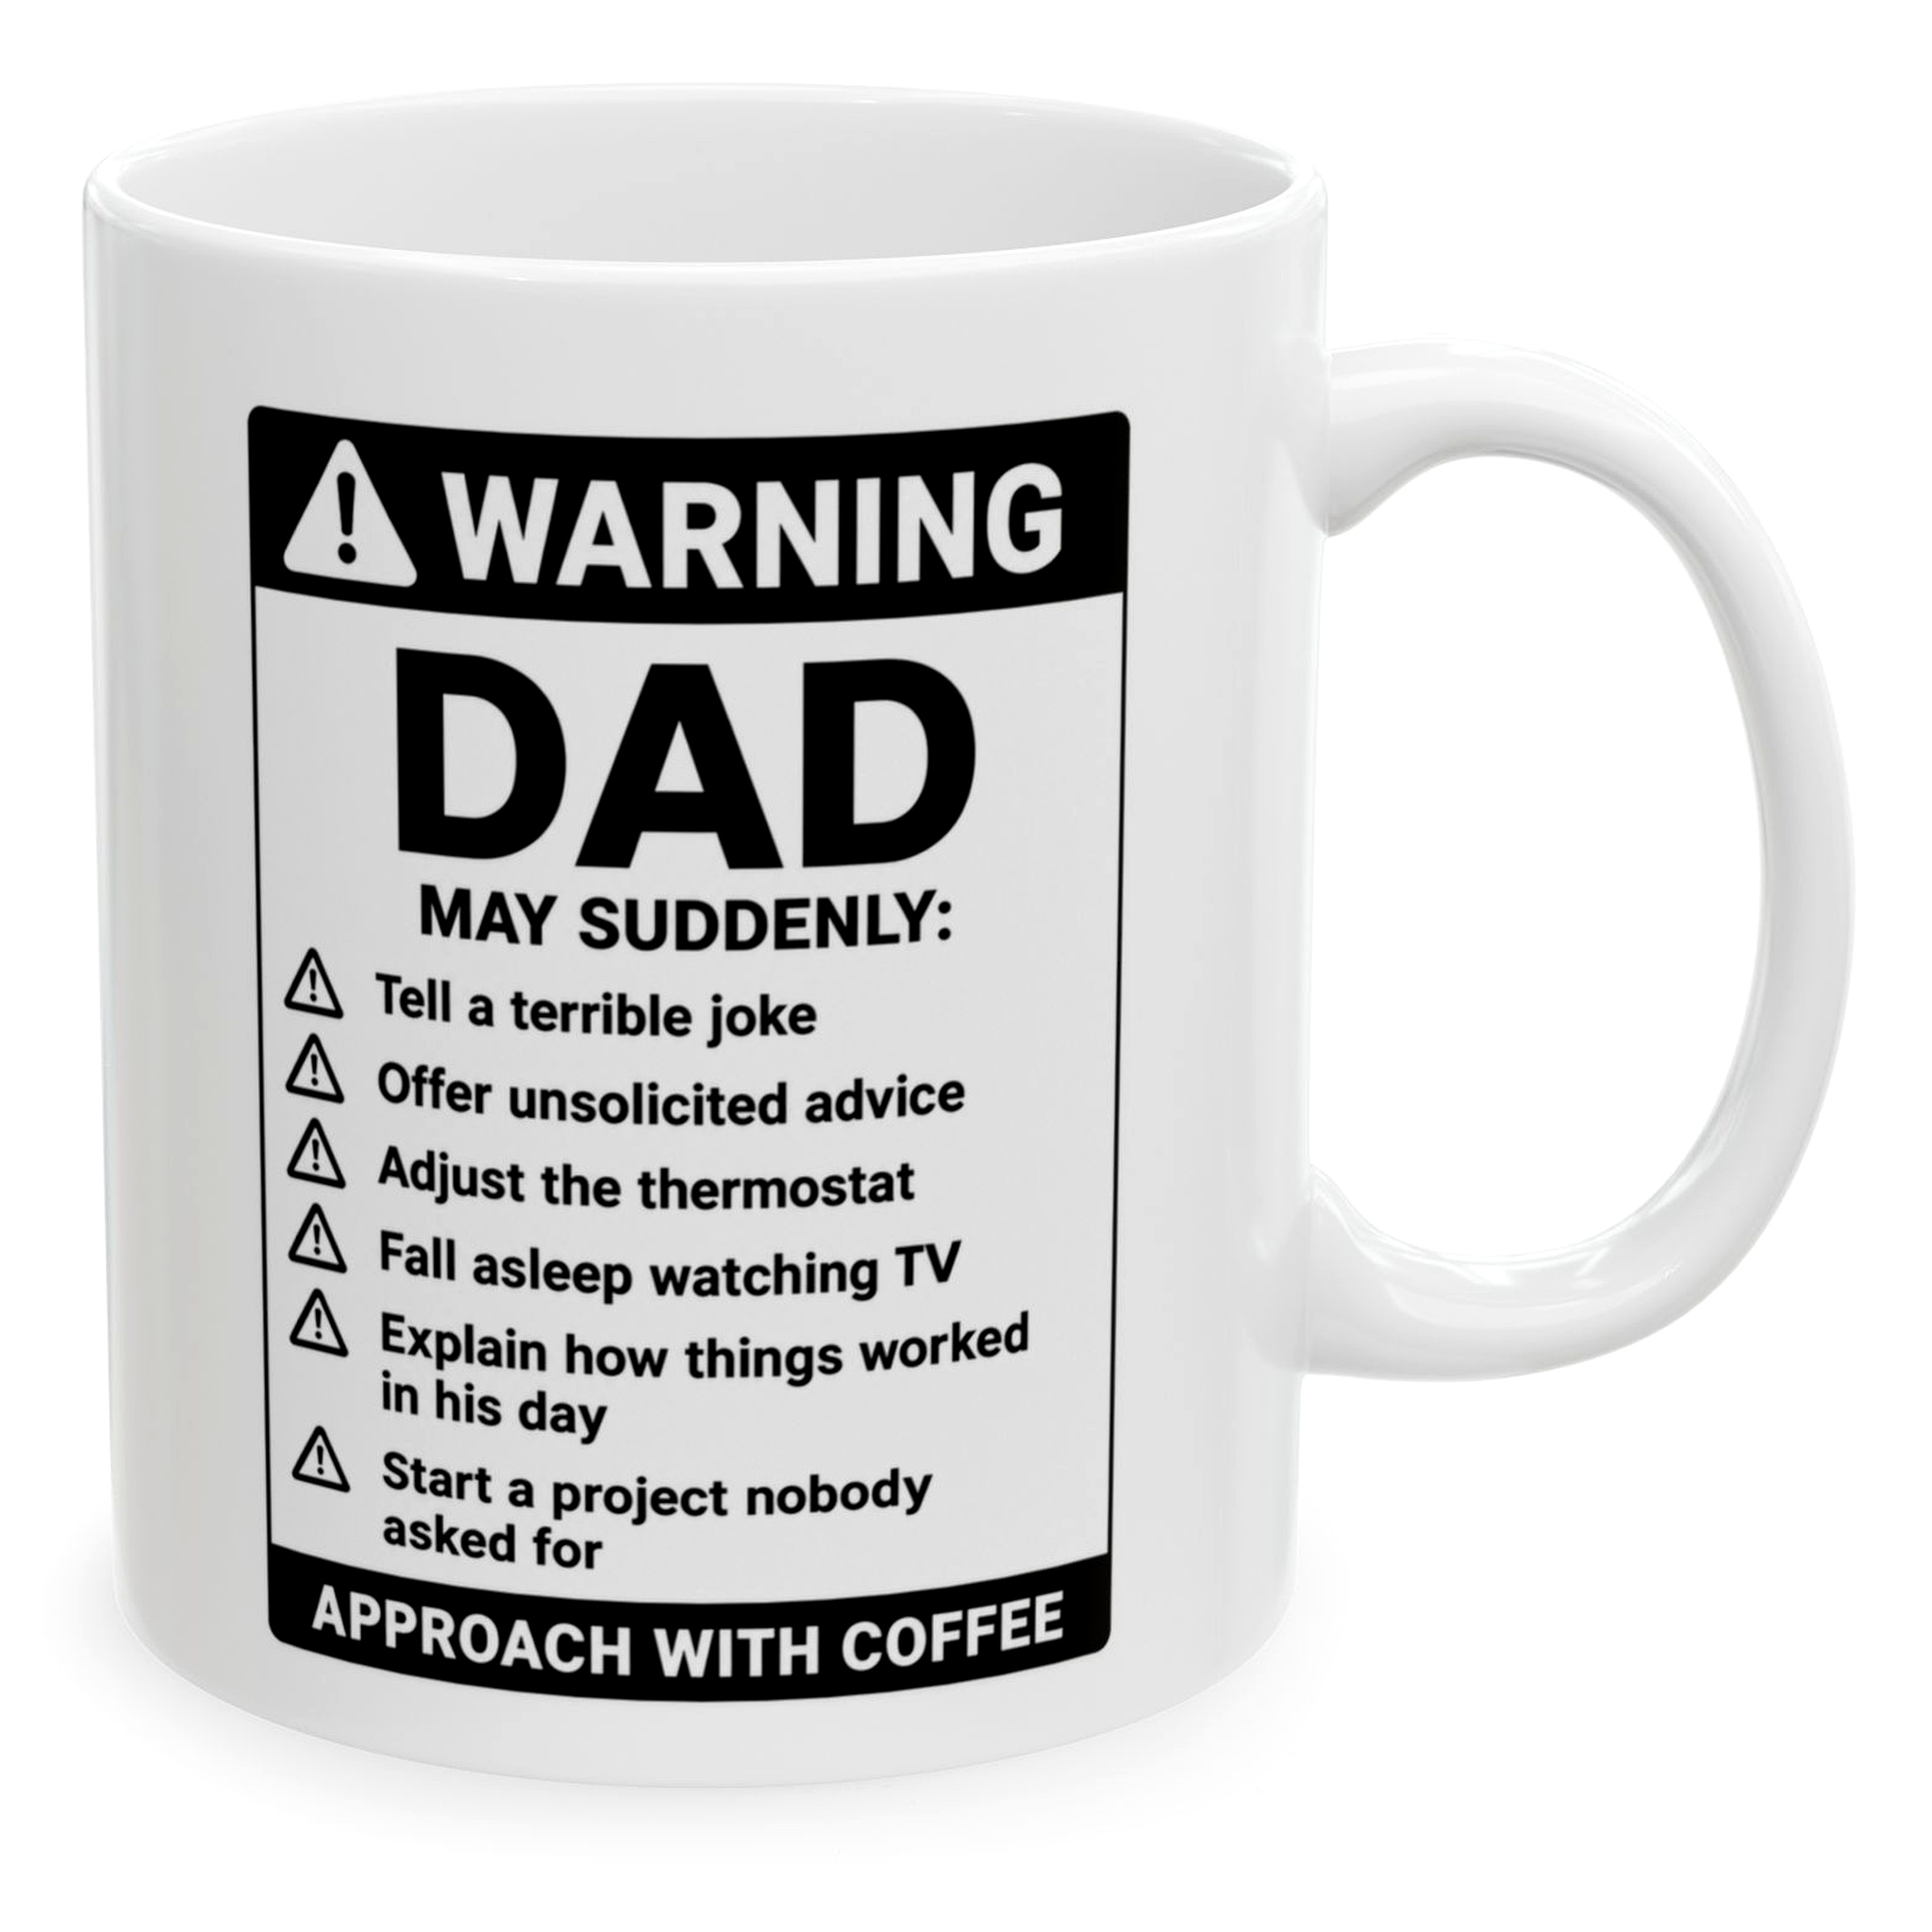 WARNING
DAD
MAY SUDDENLY:
Tell a terrible joke
Offer unsolicited advice
Adjust the thermostat
Fall asleep watching TV
Explain how things worked
in his day
Start a project nobody
asked for
APPROACH WITH COFFEE